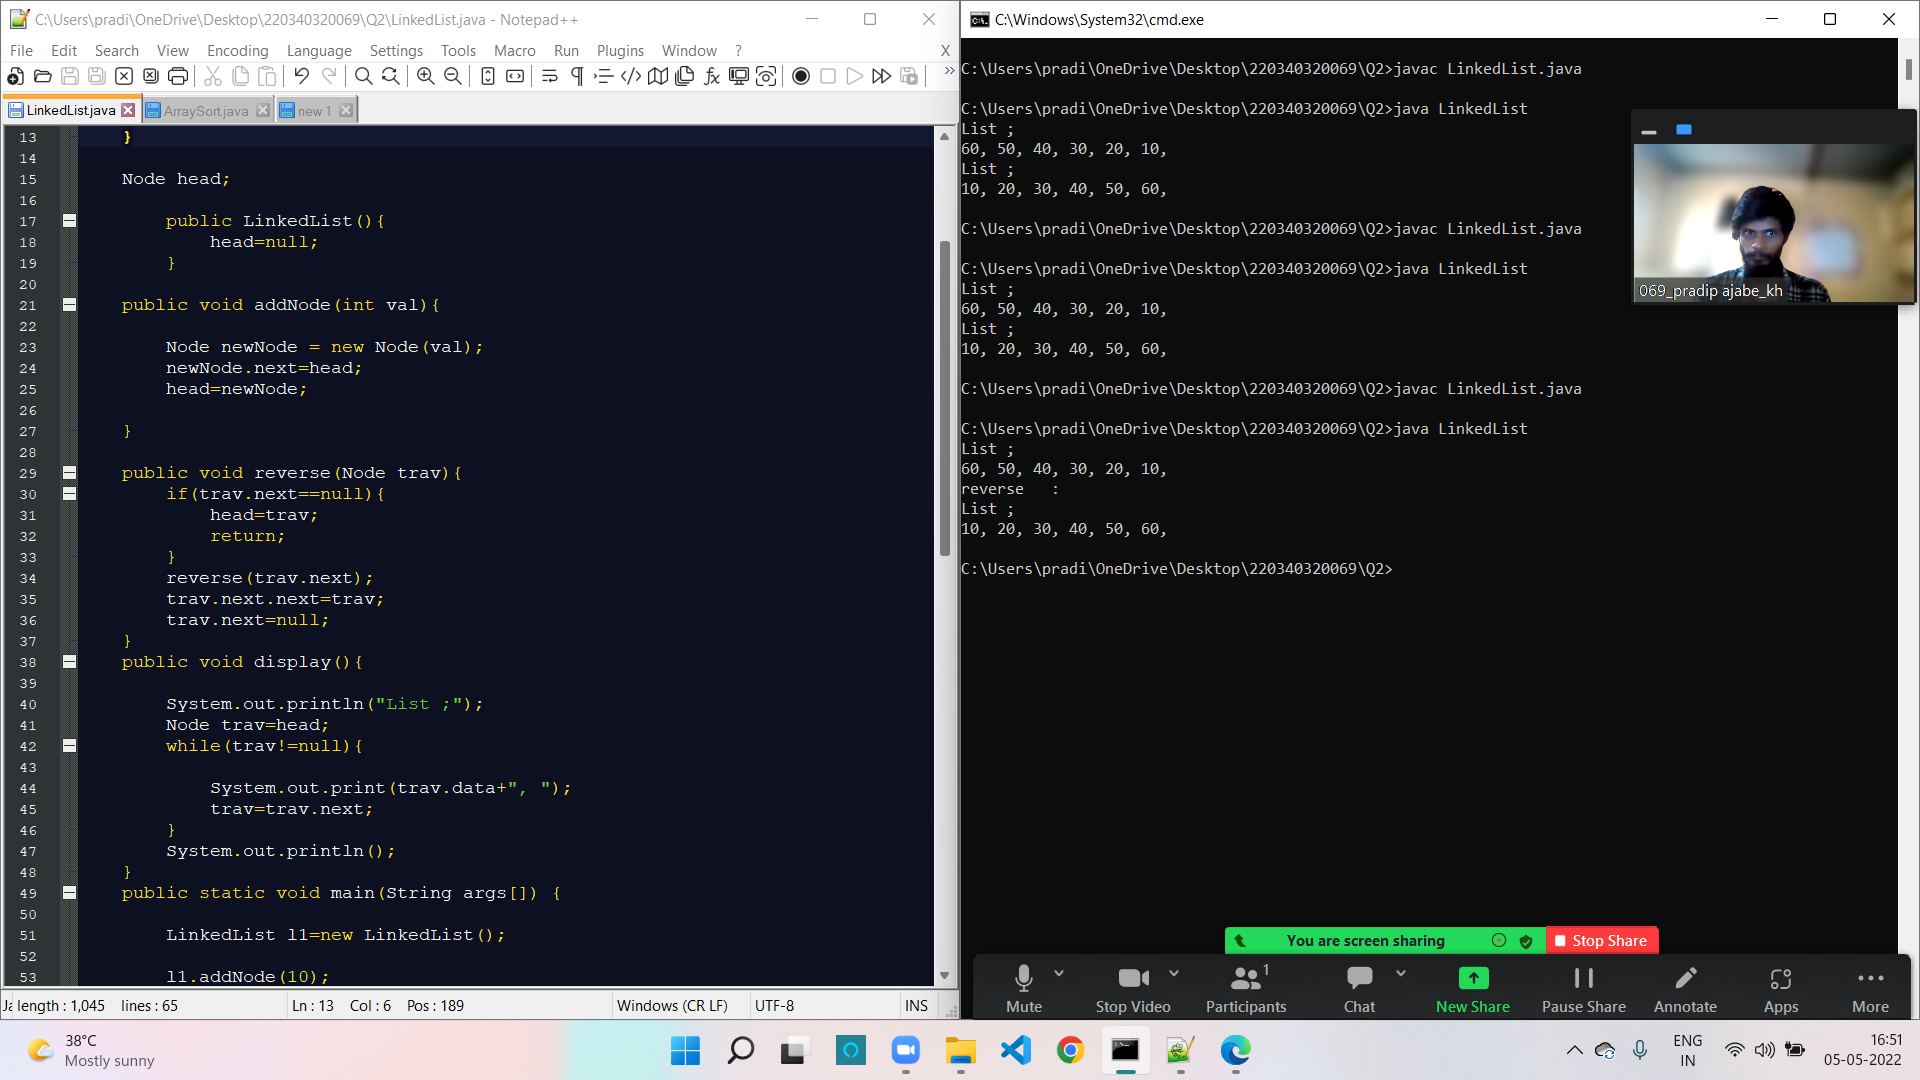 C:\Users\pradi\OneDrive\Desktop\220340320069\Q2\LinkedList.java - Notepad++
File Edit Search View Encoding Language Settings Tools Macro Run Plugins Window ? X
LinkedList.java ArraySort.java new 1
13 }
14
15 Node head;
16
17 public LinkedList(){
18 head=null;
19 }
20
21 public void addNode(int val){
22
23 Node newNode = new Node(val);
24 newNode.next=head;
25 head=newNode;
26
27 }
28
29 public void reverse(Node trav){
30 if(trav.next==null){
31 head=trav;
32 return;
33 }
34 reverse(trav.next);
35 trav.next.next=trav;
36 trav.next=null;
37 }
38 public void display(){
39
40 System.out.println("List ;");
41 Node trav=head;
42 while(trav!=null){
43
44 System.out.print(trav.data+", ");
45 trav=trav.next;
46 }
47 System.out.println();
48 }
49 public static void main(String args[]) {
50
51 LinkedList l1=new LinkedList();
52
53 l1.addNode(10);
Ja length : 1,045 lines : 65 Ln : 13 Col : 6 Pos : 189 Windows (CR LF) UTF-8 INS
C:\Windows\System32\cmd.exe
C:\Users\pradi\OneDrive\Desktop\220340320069\Q2>javac LinkedList.java
C:\Users\pradi\OneDrive\Desktop\220340320069\Q2>java LinkedList
List ;
60, 50, 40, 30, 20, 10,
List ;
10, 20, 30, 40, 50, 60,
C:\Users\pradi\OneDrive\Desktop\220340320069\Q2>javac LinkedList.java
C:\Users\pradi\OneDrive\Desktop\220340320069\Q2>java LinkedList
List ;
60, 50, 40, 30, 20, 10,
List ;
10, 20, 30, 40, 50, 60,
C:\Users\pradi\OneDrive\Desktop\220340320069\Q2>javac LinkedList.java
C:\Users\pradi\OneDrive\Desktop\220340320069\Q2>java LinkedList
List ;
60, 50, 40, 30, 20, 10,
reverse :
List ;
10, 20, 30, 40, 50, 60,
C:\Users\pradi\OneDrive\Desktop\220340320069\Q2>
069_pradip ajabe_kh
You are screen sharing Stop Share
1
Mute Stop Video Participants Chat New Share Pause Share Annotate Apps More
38°C
Mostly sunny
ENG
IN
16:51
05-05-2022